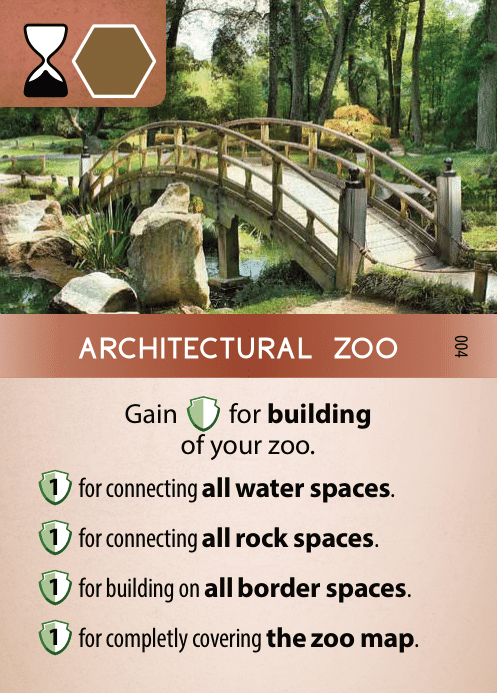 ARCHITECTURAL ZOO
004
Gain for building
of your zoo.
1 for connecting all water spaces.
1 for connecting all rock spaces.
1 for building on all border spaces.
1 for completly covering the zoo map.